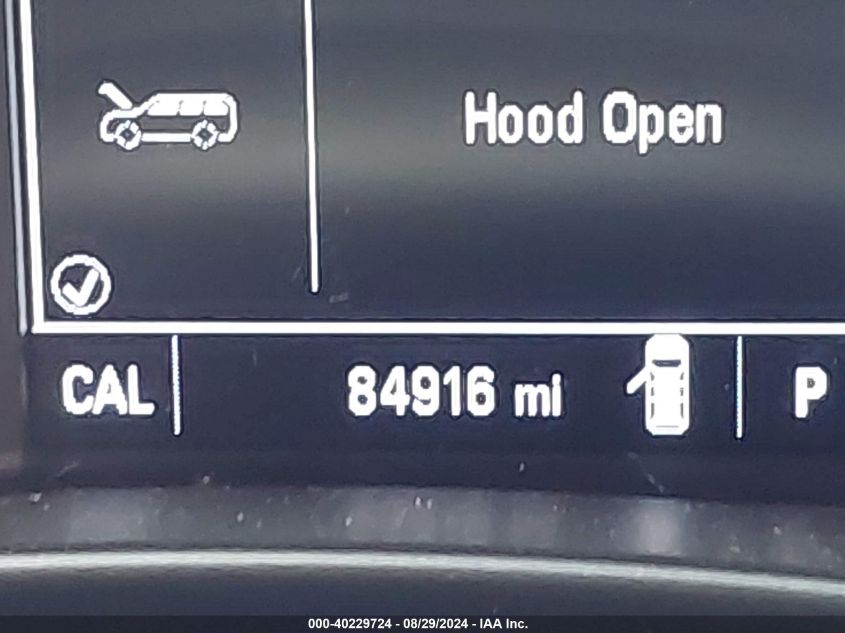 Hood Open
CAL 84916 mi P
000-40229724 - 08/29/2024 - IAA Inc.